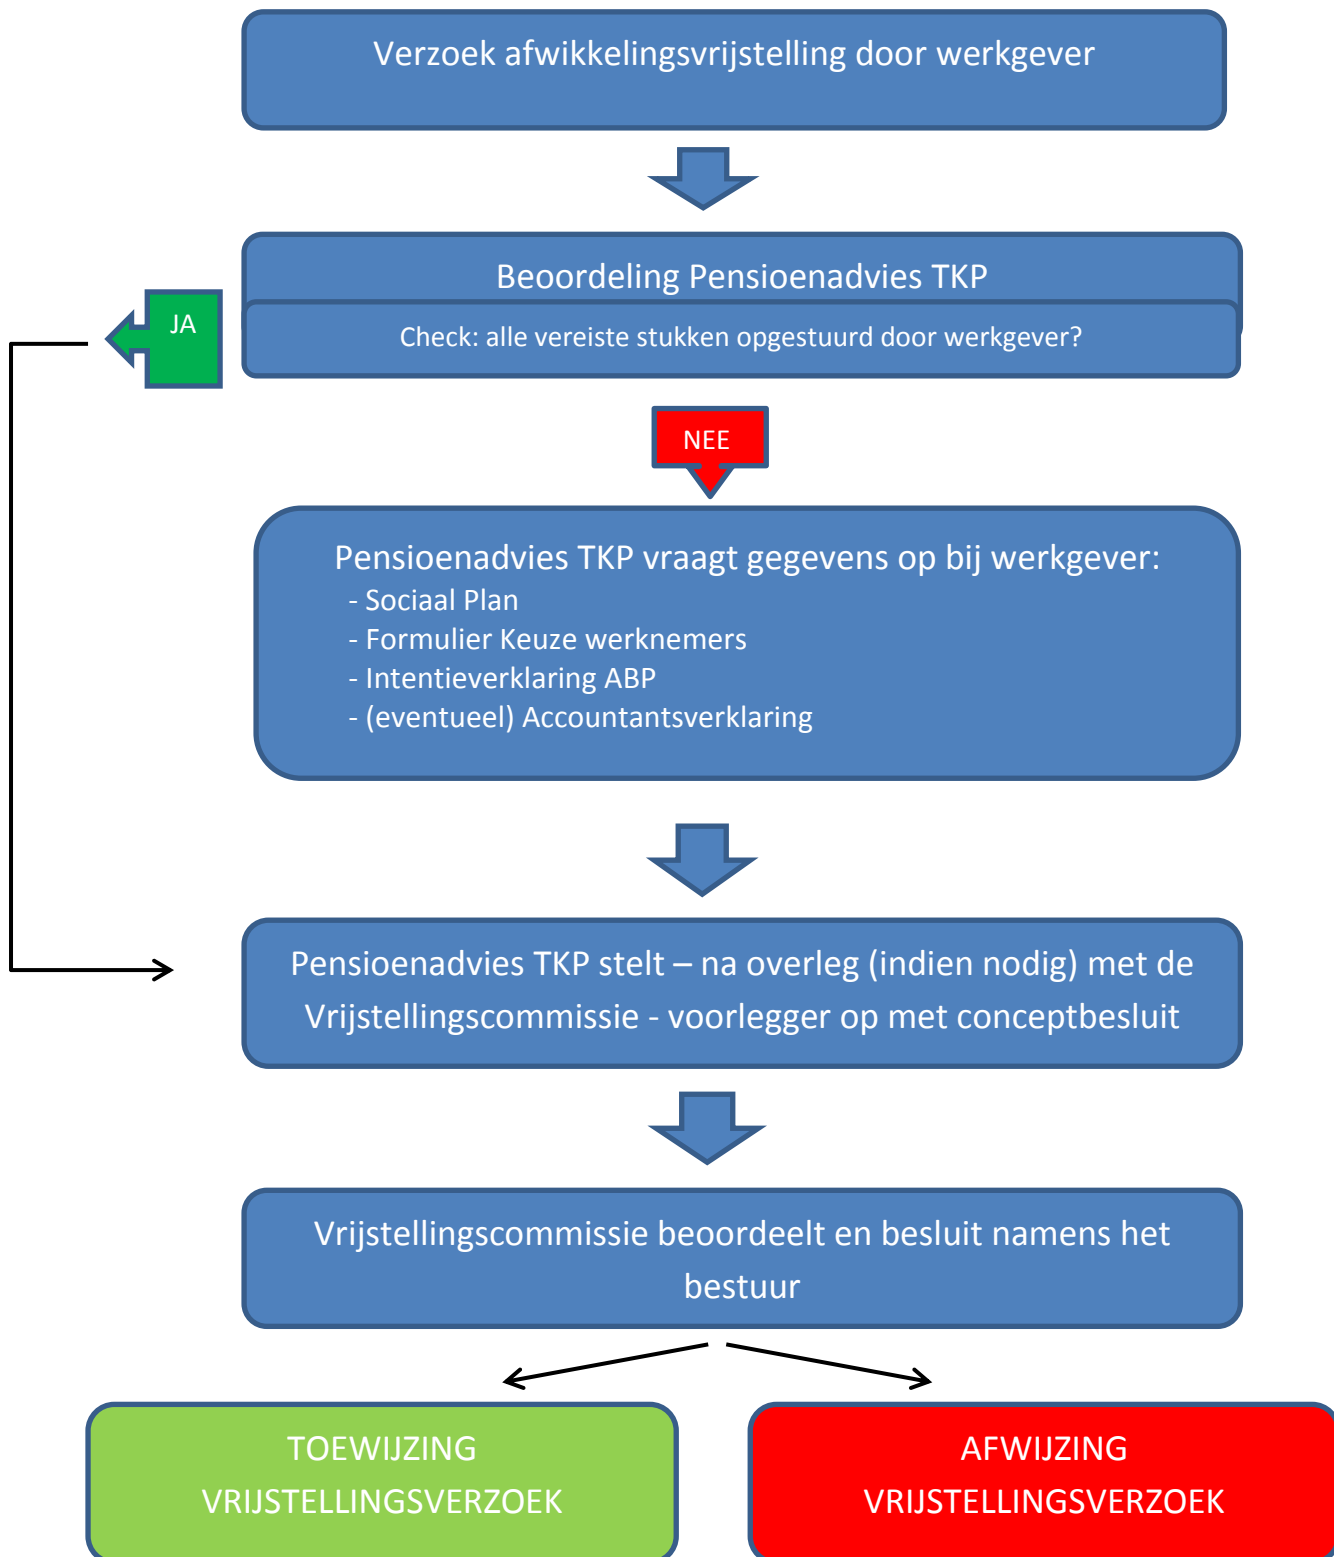 Verzoek afwikkelingsvrijstelling door werkgever
Beoordeling Pensioenadvies TKP
JA
Check: alle vereiste stukken opgestuurd door werkgever?
NEE
Pensioenadvies TKP vraagt gegevens op bij werkgever:
- Sociaal Plan
- Formulier Keuze werknemers
- Intentieverklaring ABP
- (eventueel) Accountantsverklaring
Pensioenadvies TKP stelt – na overleg (indien nodig) met de
Vrijstellingscommissie - voorlegger op met conceptbesluit
Vrijstellingscommissie beoordeelt en besluit namens het
bestuur
TOEWIJZING
VRIJSTELLINGSVERZOEK
AFWIJZING
VRIJSTELLINGSVERZOEK